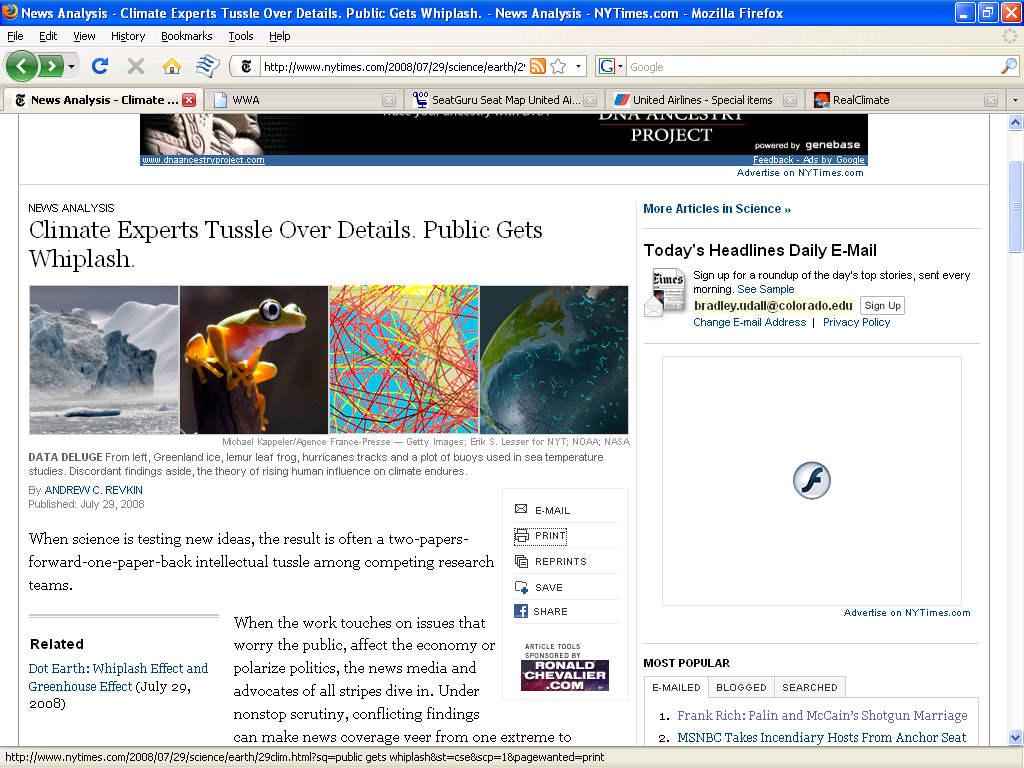 News Analysis - Climate Experts Tussle Over Details. Public Gets Whiplash. - News Analysis - NYTimes.com - Mozilla Firefox
File Edit View History Bookmarks Tools Help
http://www.nytimes.com/2008/07/29/science/earth/29
G Google
News Analysis - Climate ... WWA SeatGuru Seat Map United Ai... United Airlines - Special items RealClimate
DNA ANCESTRY
PROJECT
powered by genebase
www.dnaancestryproject.com Feedback - Ads by Google
Advertise on NYTimes.com
NEWS ANALYSIS
Climate Experts Tussle Over Details. Public Gets
Whiplash.
Michael Kappeler/Agence France-Presse — Getty Images; Erik S. Lesser for NYT; NOAA; NASA
DATA DELUGE From left, Greenland ice, lemur leaf frog, hurricanes tracks and a plot of buoys used in sea temperature
studies. Discordant findings aside, the theory of rising human influence on climate endures.
By ANDREW C. REVKIN
Published: July 29, 2008
When science is testing new ideas, the result is often a two-papers-
forward-one-paper-back intellectual tussle among competing research
teams.
E-MAIL
PRINT
REPRINTS
SAVE
SHARE
ARTICLE TOOLS
SPONSORED BY
RONALD
CHEVALIER
.COM
Related
Dot Earth: Whiplash Effect and
Greenhouse Effect (July 29,
2008)
When the work touches on issues that
worry the public, affect the economy or
polarize politics, the news media and
advocates of all stripes dive in. Under
nonstop scrutiny, conflicting findings
can make news coverage veer from one extreme to
More Articles in Science »
Today's Headlines Daily E-Mail
Times
Sign up for a roundup of the day's top stories, sent every
morning. See Sample
bradley.udall@colorado.edu Sign Up
Change E-mail Address | Privacy Policy
Advertise on NYTimes.com
MOST POPULAR
E-MAILED BLOGGED SEARCHED
1. Frank Rich: Palin and McCain's Shotgun Marriage
2. MSNBC Takes Incendiary Hosts From Anchor Seat
http://www.nytimes.com/2008/07/29/science/earth/29clim.html?sq=public gets whiplash&st=cse&scp=1&pagewanted=print